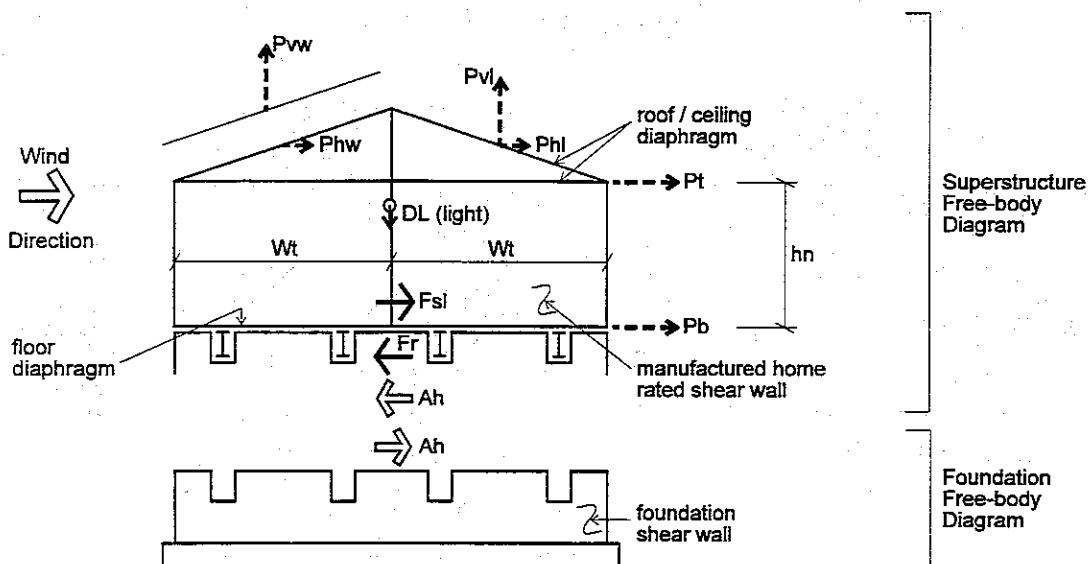 Pvw
Pvl
roof / ceiling
diaphragm
Phw
Phl
Wind
Direction
Pt
DL (light)
Superstructure
Free-body
Diagram
Wt
Wt
hn
Fsl
Pb
floor
diaphragm
Fr
manufactured home
rated shear wall
Ah
Ah
foundation
shear wall
Foundation
Free-body
Diagram